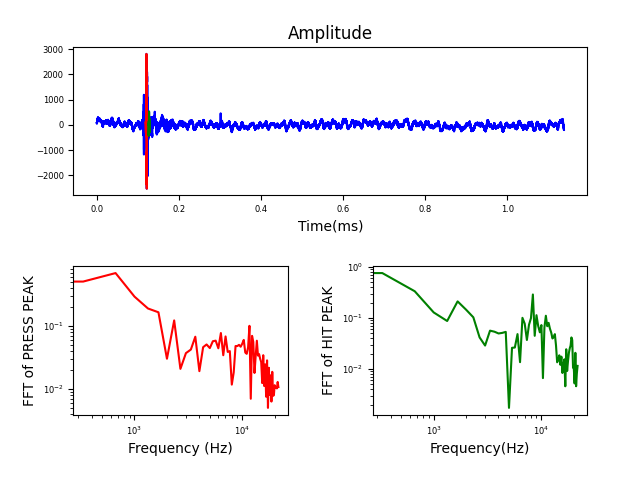 Amplitude
3000
2000
1000
0
−1000
−2000
0.0 0.2 0.4 0.6 0.8 1.0
Time(ms)
FFT of PRESS PEAK
10⁻¹
10⁻²
10³ 10⁴
Frequency (Hz)
FFT of HIT PEAK
10⁰
10⁻¹
10⁻²
10³ 10⁴
Frequency(Hz)